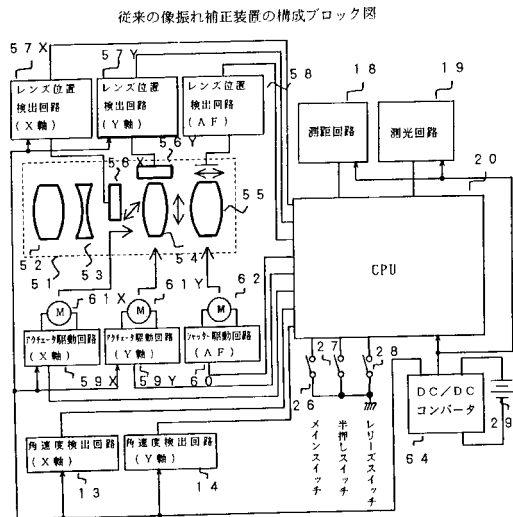 従来の像振れ補正装置の構成ブロック図
57X
57Y
58
18
19
20
レンズ位置
検出回路
(X軸)
レンズ位置
検出回路
(Y軸)
レンズ位置
検出回路
(AF)
測距回路
測光回路
56X
56Y
55
54
53
52
51
CPU
61X
61Y
62
M
M
M
アクチェータ駆動回路
(X軸)
アクチェータ駆動回路
(Y軸)
シャッター駆動回路
(AF)
59X
59Y
60
27
28
26
メインスイッチ
半押しスイッチ
レリーズスイッチ
DC/DC
コンバータ
64
29
角速度検出回路
(X軸)
角速度検出回路
(Y軸)
13
14